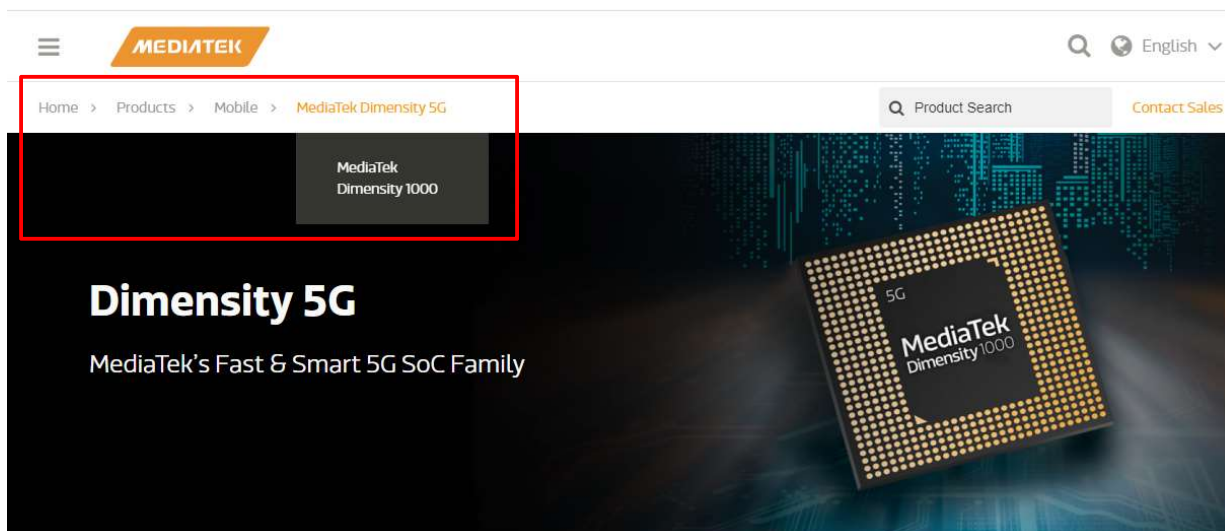 MEDIATEK
English
Home > Products > Mobile > MediaTek Dimensity 5G
Product Search
Contact Sales
MediaTek
Dimensity 1000
Dimensity 5G
MediaTek's Fast & Smart 5G SoC Family
5G
MediaTek
Dimensity 1000